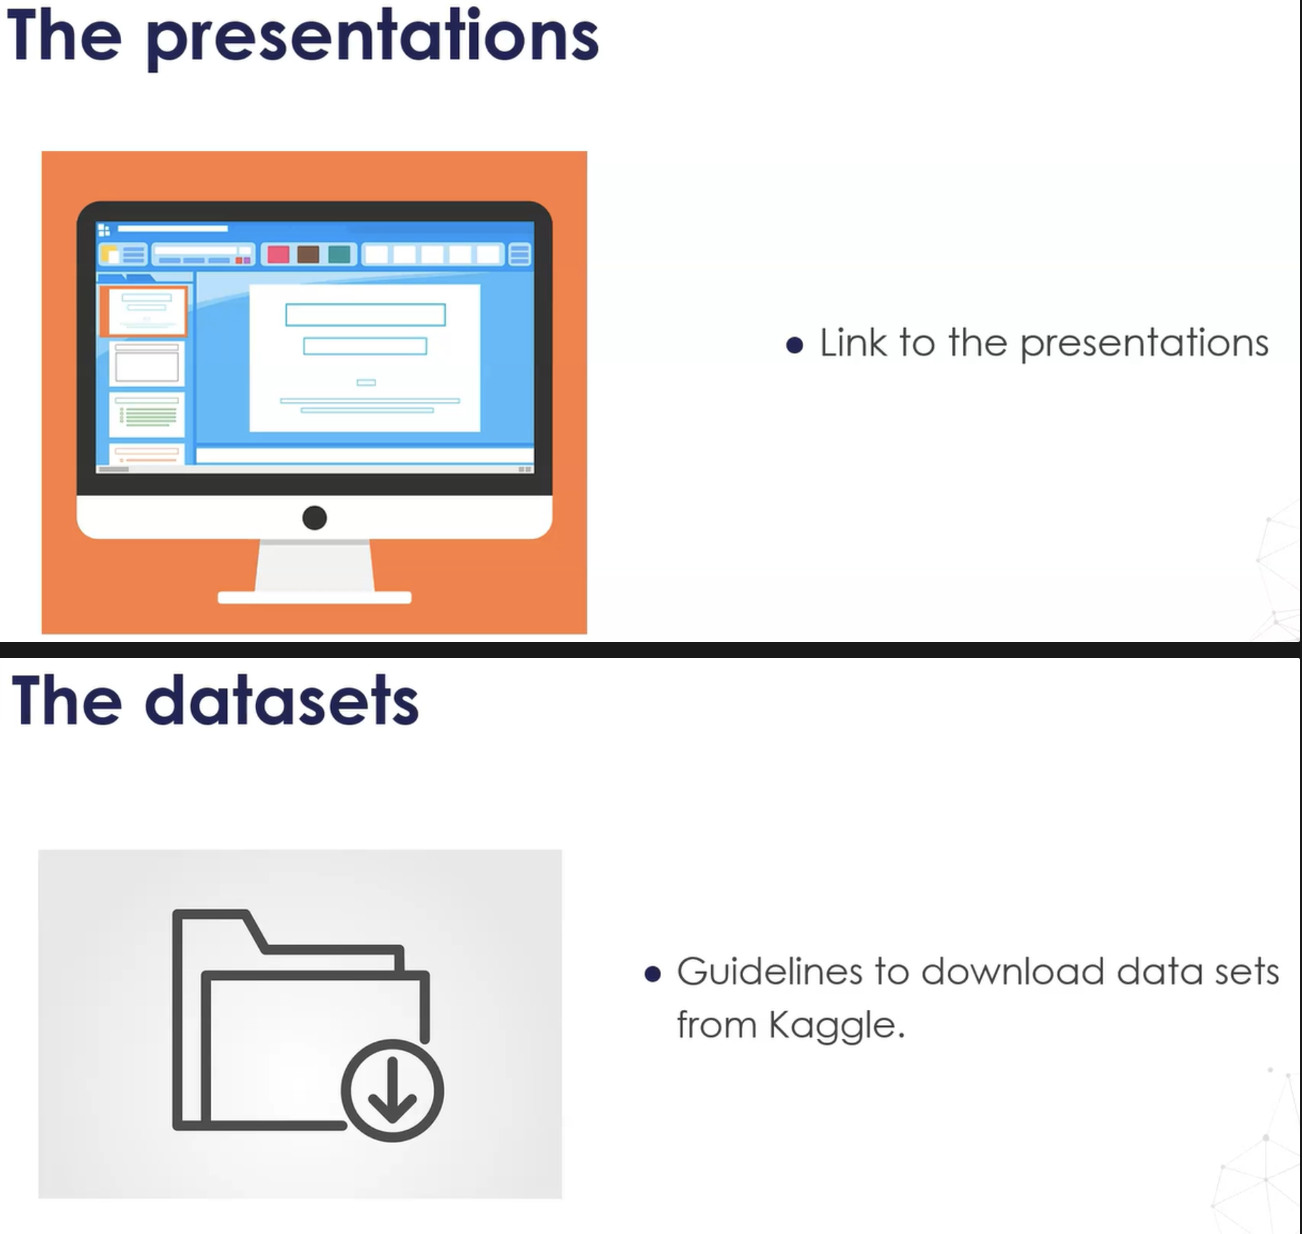 The presentations
Link to the presentations
The datasets
Guidelines to download data sets
from Kaggle.